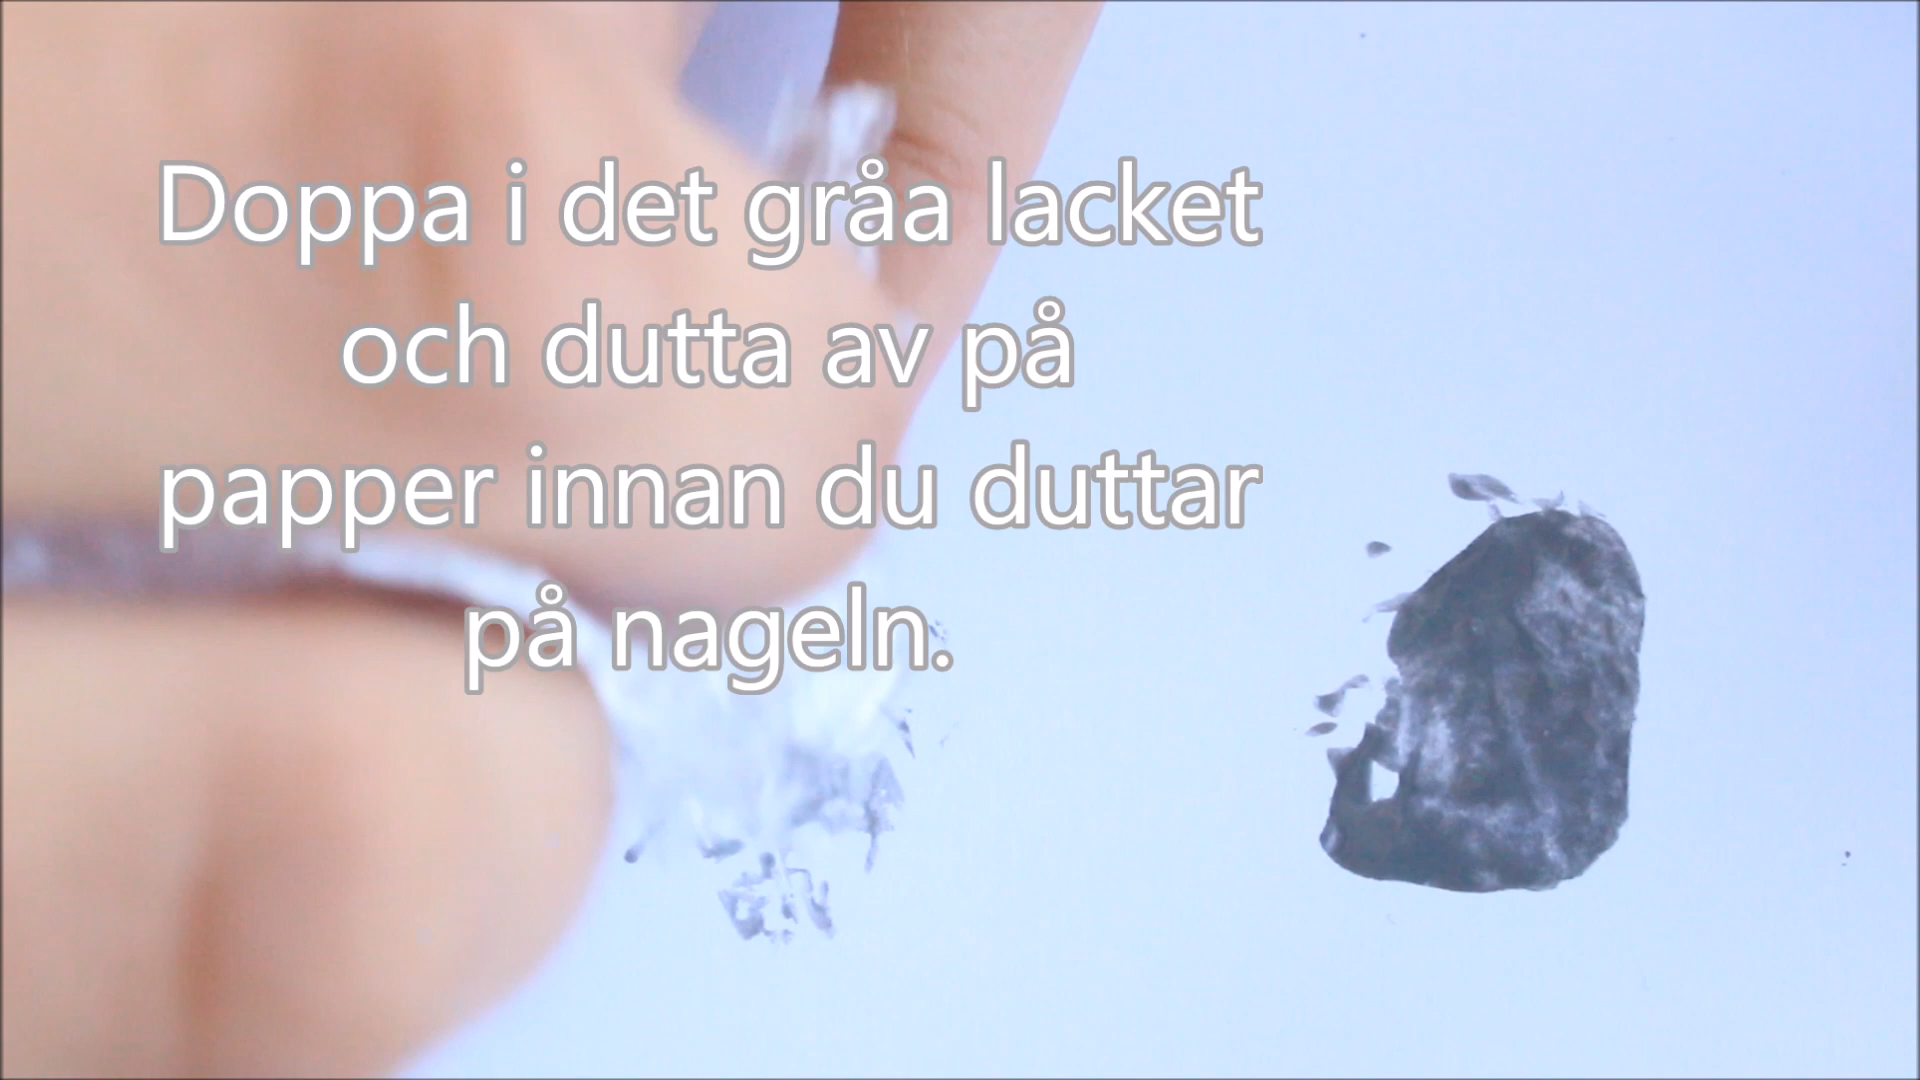 Doppa i det gråa lacket
och dutta av på
papper innan du duttar
på nageln.